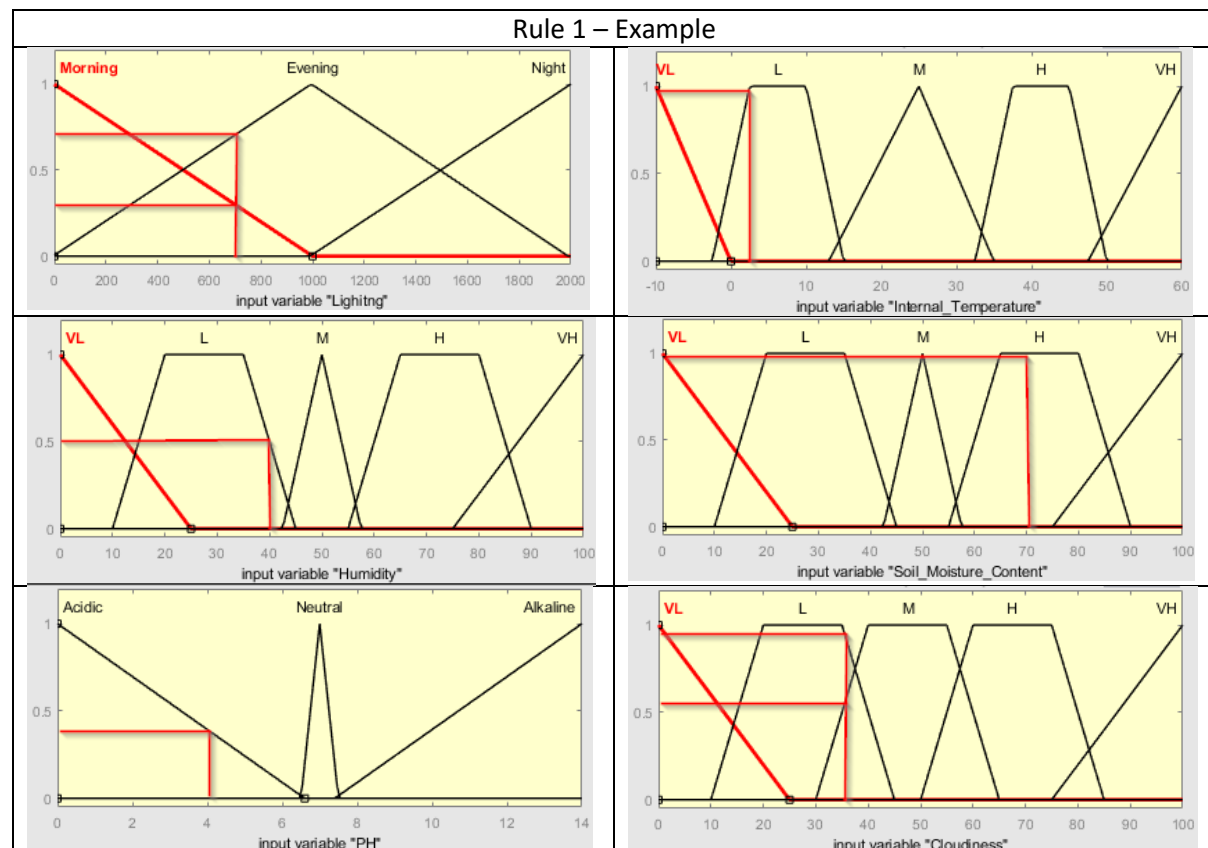 Rule 1 – Example
Morning Evening Night
1
0.5
0
0 200 400 600 800 1000 1200 1400 1600 1800 2000
input variable "Lighitng"
VL L M H VH
1
0.5
0
-10 0 10 20 30 40 50 60
input variable "Internal_Temperature"
VL L M H VH
1
0.5
0
0 10 20 30 40 50 60 70 80 90 100
input variable "Humidity"
VL L M H VH
1
0.5
0
0 10 20 30 40 50 60 70 80 90 100
input variable "Soil_Moisture_Content"
Acidic Neutral Alkaline
1
0.5
0
0 2 4 6 8 10 12 14
input variable "PH"
VL L M H VH
1
0.5
0
0 10 20 30 40 50 60 70 80 90 100
input variable "Cloudiness"